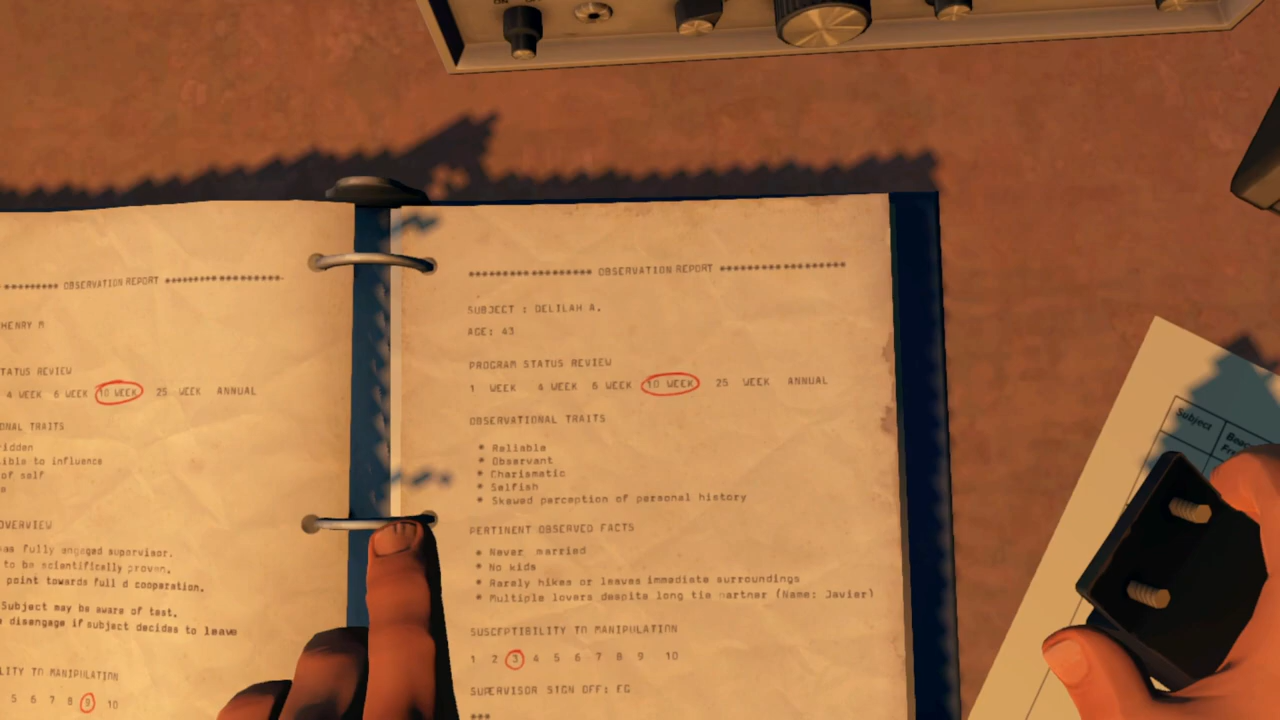 ********* OBSERVATION REPORT ******************
HENRY M
STATUS REVIEW
4 WEEK 6 WEEK 10 WEEK 25 WEEK ANNUAL
TRAITS
to influence
of self
OVERVIEW
fully engaged supervisor.
to be scientifically proven.
point towards full d cooperation.
Subject may be aware of test.
disengage if subject decides to leave
TO MANIPULATION
5 6 7 8 9 10
******************* OBSERVATION REPORT *******************
SUBJECT : DELILAH A.
AGE: 43
PROGRAM STATUS REVIEW
1 WEEK 4 WEEK 6 WEEK 10 WEEK 25 WEEK ANNUAL
OBSERVATIONAL TRAITS
* Reliable
* Observant
* Charismatic
* Selfish
* Skewed perception of personal history
PERTINENT OBSERVED FACTS
* Never married
* No kids
* Rarely hikes or leaves immediate surroundings
* Multiple lovers despite long tie partner (Name: Javier)
SUSCEPTIBILITY TO MANIPULATION
1 2 3 4 5 6 7 8 9 10
SUPERVISOR SIGN OFF: EG
***
Subject